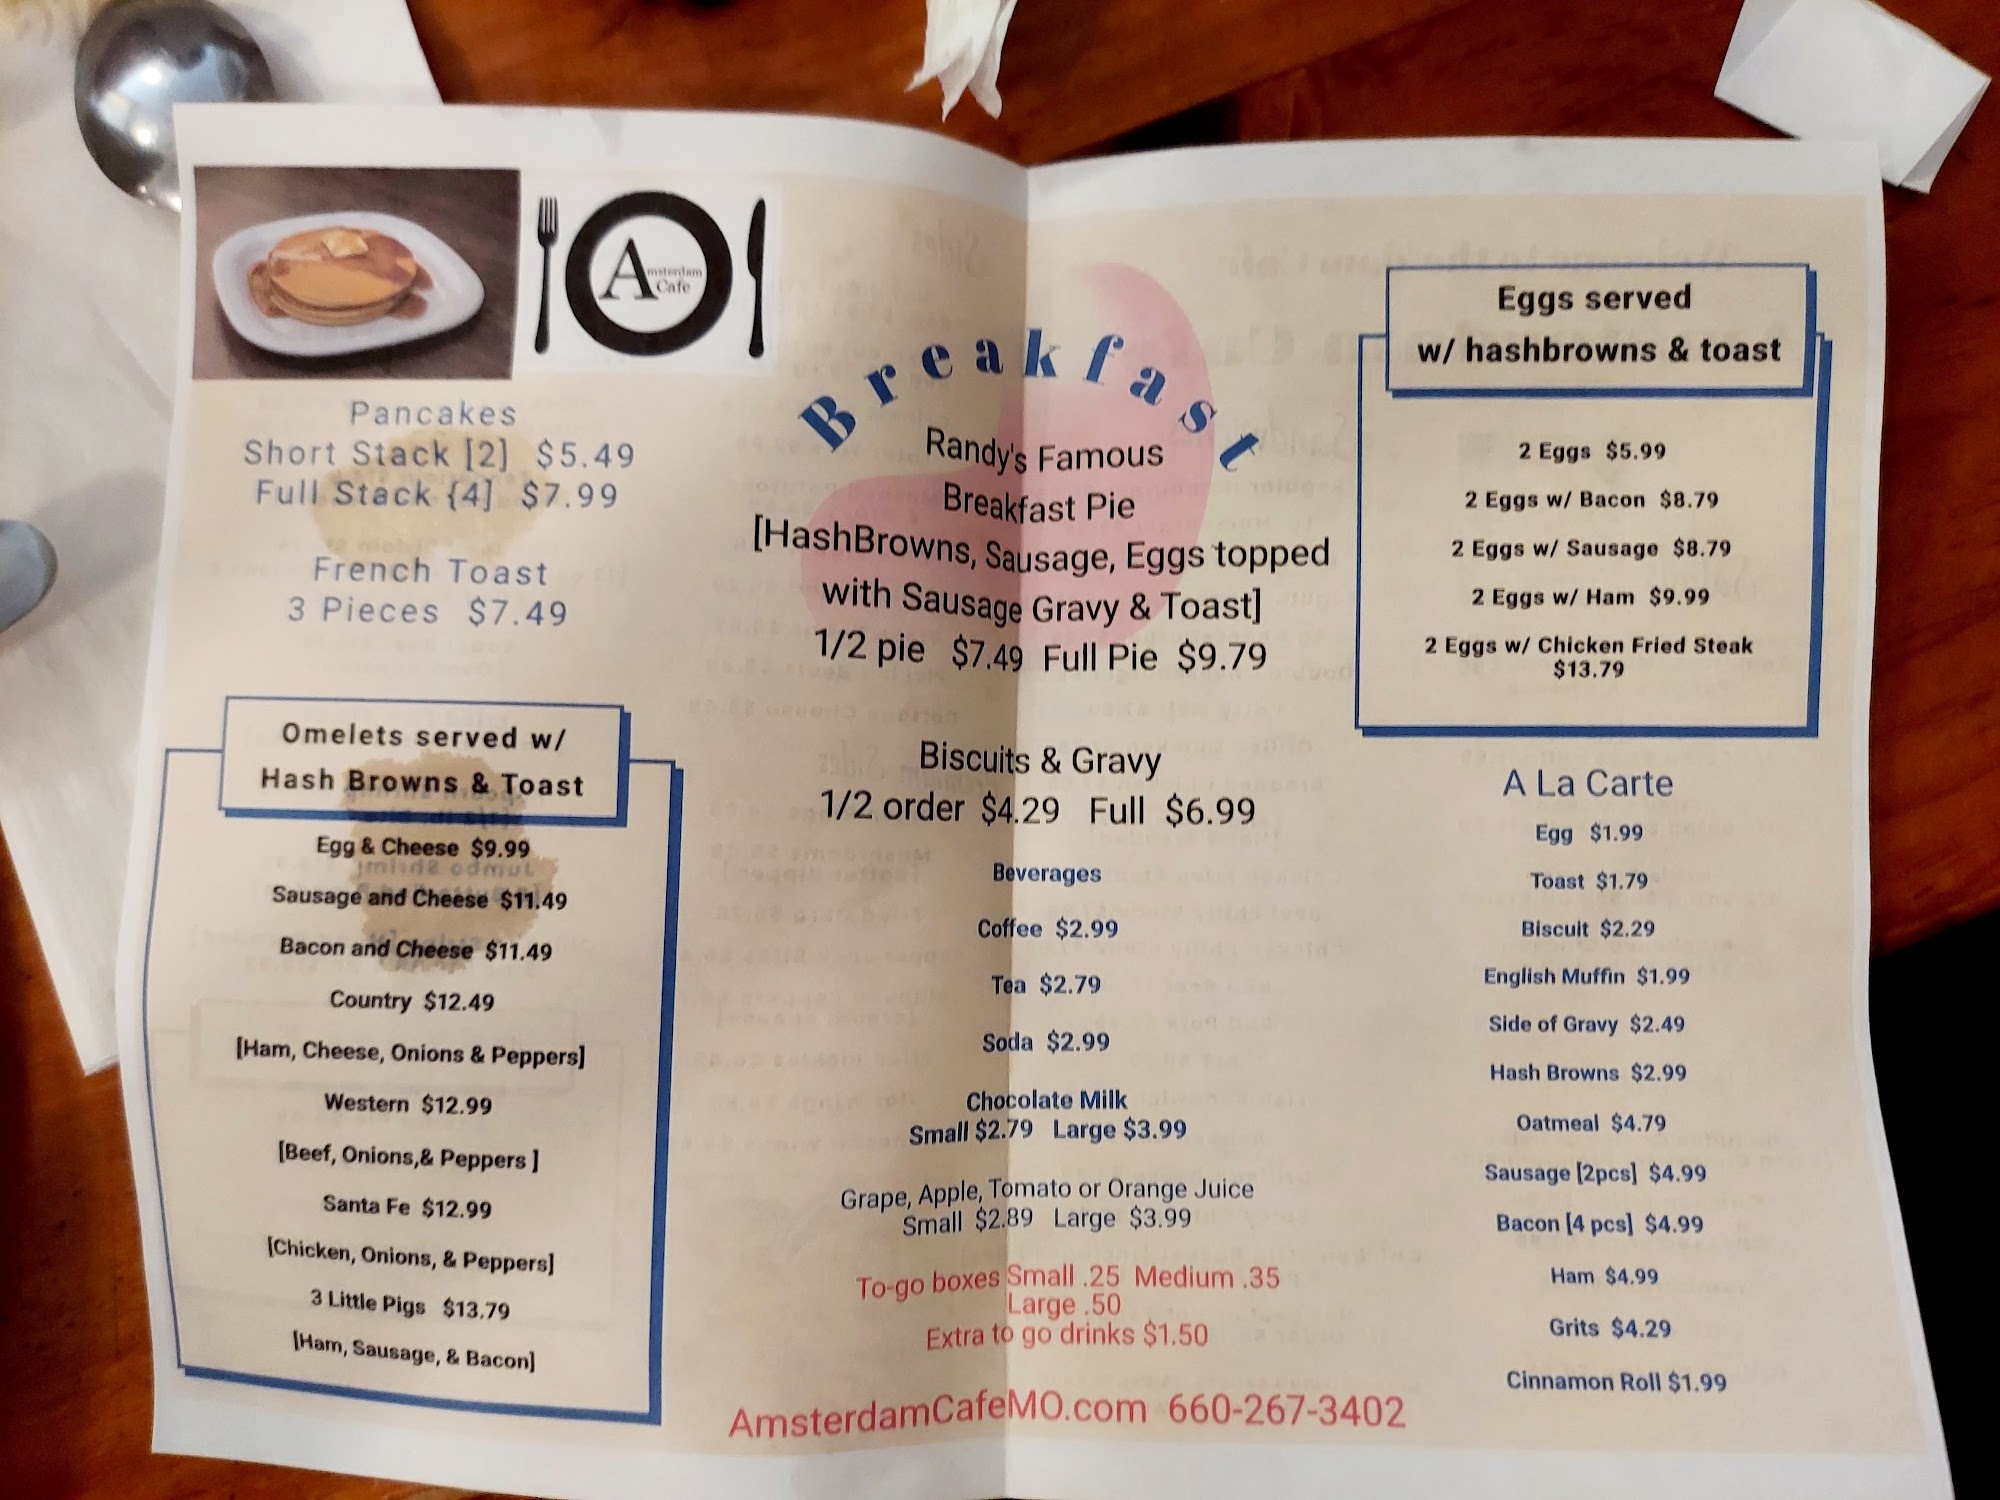 Amsterdam
Cafe
Pancakes
Short Stack [2] $5.49
Full Stack {4] $7.99
French Toast
3 Pieces $7.49
Omelets served w/
Hash Browns & Toast
Egg & Cheese $9.99
Sausage and Cheese $11.49
Bacon and Cheese $11.49
Country $12.49
[Ham, Cheese, Onions & Peppers]
Western $12.99
[Beef, Onions,& Peppers ]
Santa Fe $12.99
[Chicken, Onions, & Peppers]
3 Little Pigs $13.79
[Ham, Sausage, & Bacon]
Breakfast
Randy's Famous
Breakfast Pie
[HashBrowns, Sausage, Eggs topped
with Sausage Gravy & Toast]
1/2 pie $7.49 Full Pie $9.79
Biscuits & Gravy
1/2 order $4.29 Full $6.99
Beverages
Coffee $2.99
Tea $2.79
Soda $2.99
Chocolate Milk
Small $2.79 Large $3.99
Grape, Apple, Tomato or Orange Juice
Small $2.89 Large $3.99
To-go boxes Small .25 Medium .35
Large .50
Extra to go drinks $1.50
AmsterdamCafeMO.com 660-267-3402
Eggs served
w/ hashbrowns & toast
2 Eggs $5.99
2 Eggs w/ Bacon $8.79
2 Eggs w/ Sausage $8.79
2 Eggs w/ Ham $9.99
2 Eggs w/ Chicken Fried Steak
$13.79
A La Carte
Egg $1.99
Toast $1.79
Biscuit $2.29
English Muffin $1.99
Side of Gravy $2.49
Hash Browns $2.99
Oatmeal $4.79
Sausage [2pcs] $4.99
Bacon [4 pcs] $4.99
Ham $4.99
Grits $4.29
Cinnamon Roll $1.99